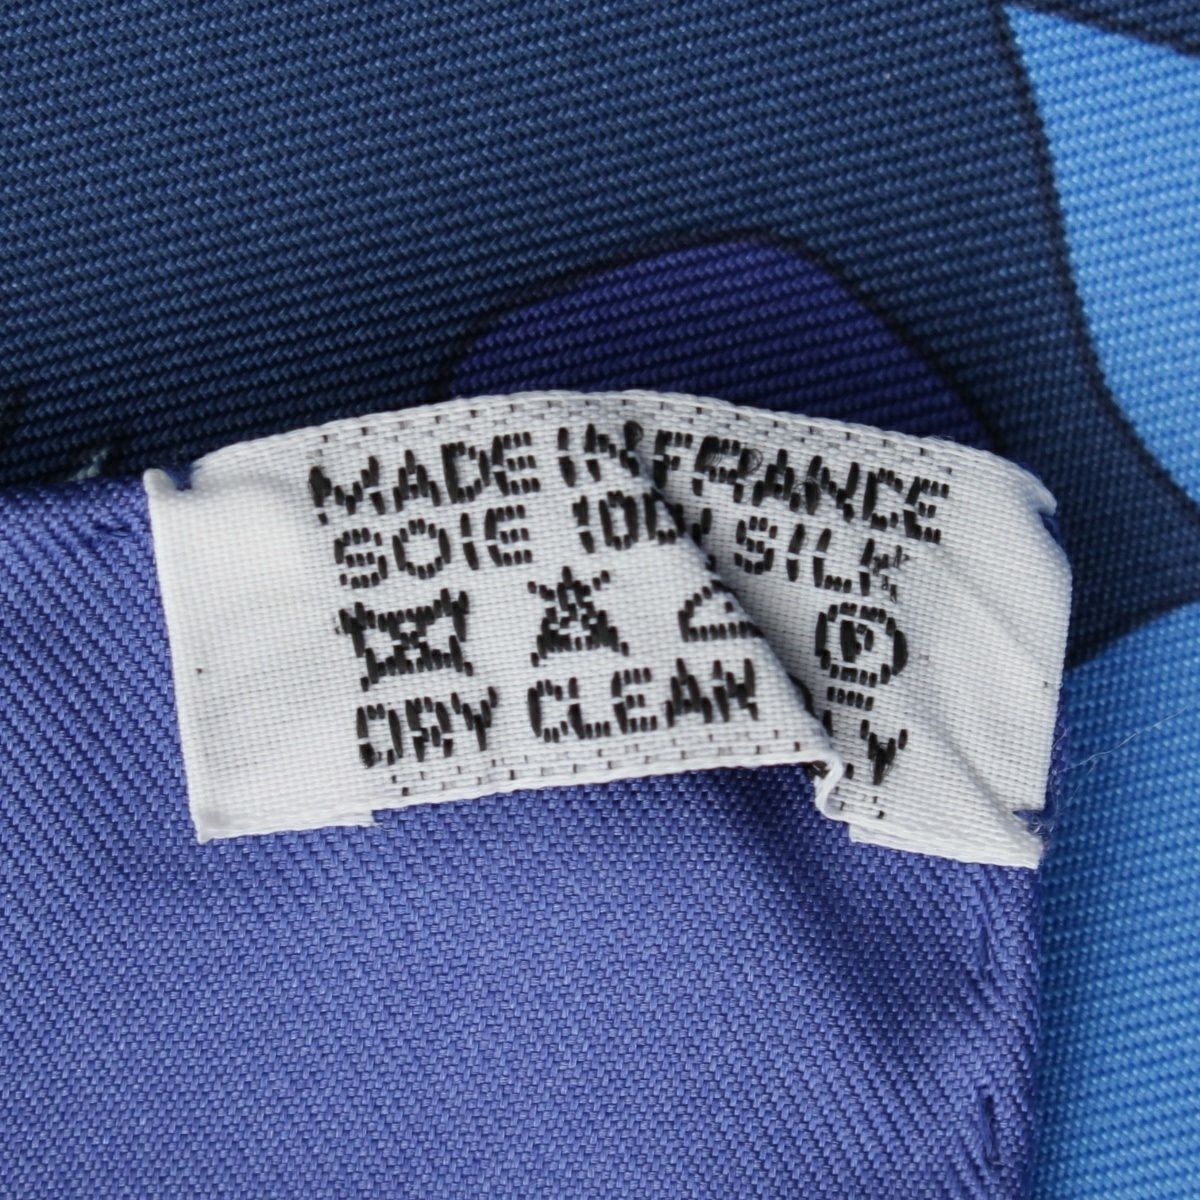 MADE IN FRANCE
SOIE 100% SILK
P
DRY CLEAN